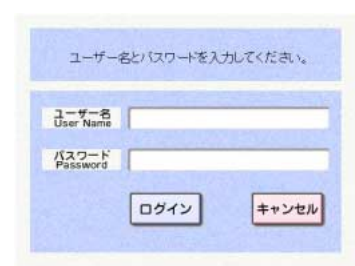 ユーザー名とパスワードを入力してください。
ユーザー名
User Name
パスワード
Password
ログイン
キャンセル